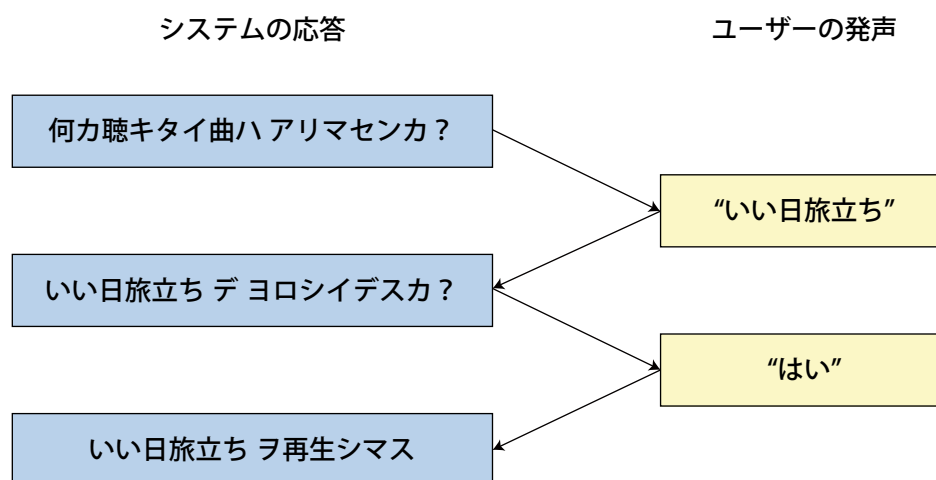 システムの応答
ユーザーの発声
何カ聴キタイ曲ハ アリマセンカ？
“いい日旅立ち”
いい日旅立ち デ ヨロシイデスカ？
“はい”
いい日旅立ち ヲ再生シマス